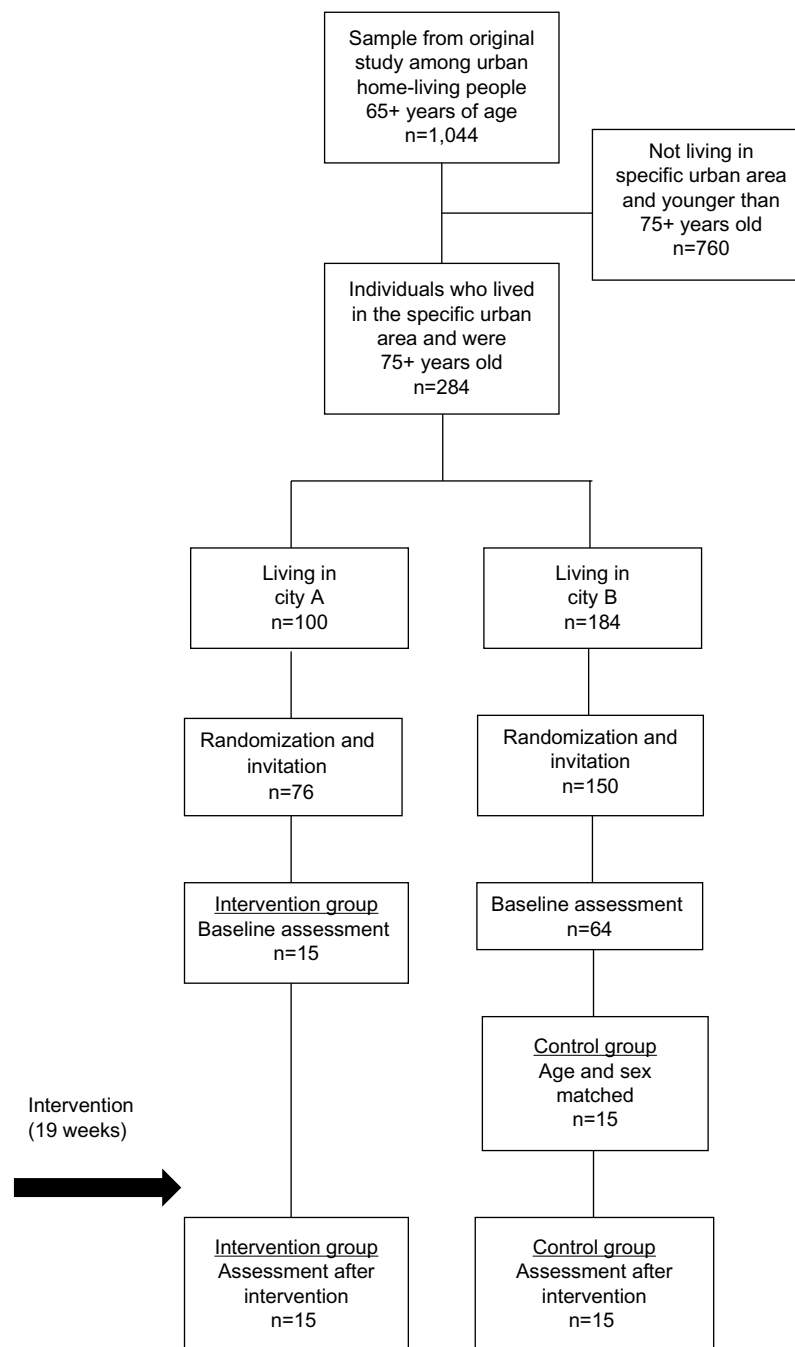 Sample from original
study among urban
home-living people
65+ years of age
n=1,044
Not living in
specific urban area
and younger than
75+ years old
n=760
Individuals who lived
in the specific urban
area and were
75+ years old
n=284
Living in
city A
n=100
Living in
city B
n=184
Randomization and
invitation
n=76
Randomization and
invitation
n=150
Intervention group
Baseline assessment
n=15
Baseline assessment
n=64
Control group
Age and sex
matched
n=15
Intervention
(19 weeks)
Intervention group
Assessment after
intervention
n=15
Control group
Assessment after
intervention
n=15